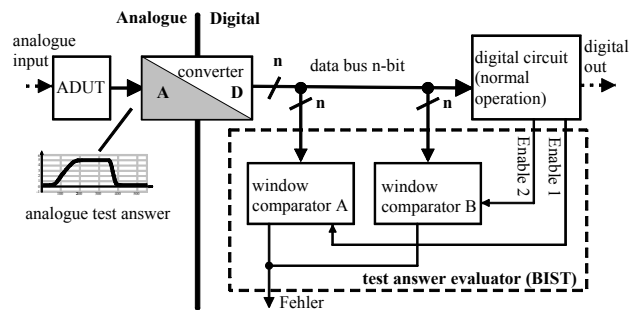 Analogue
Digital
analogue
input
ADUT
converter
A
D
n
data bus n-bit
n
n
digital circuit
(normal
operation)
digital
out
Enable 2
Enable 1
window
comparator A
window
comparator B
analogue test answer
test answer evaluator (BIST)
Fehler